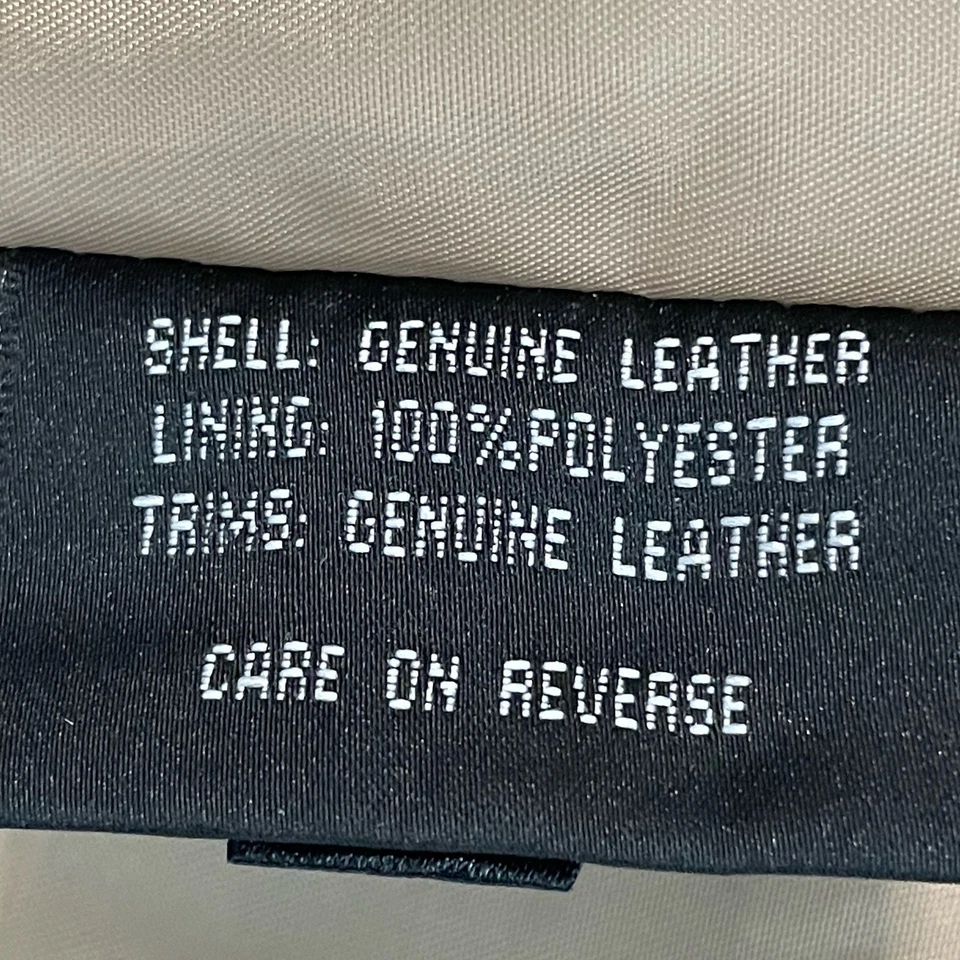 SHELL: GENUINE LEATHER
LINING: 100%POLYESTER
TRIMS: GENUINE LEATHER
CARE ON REVERSE